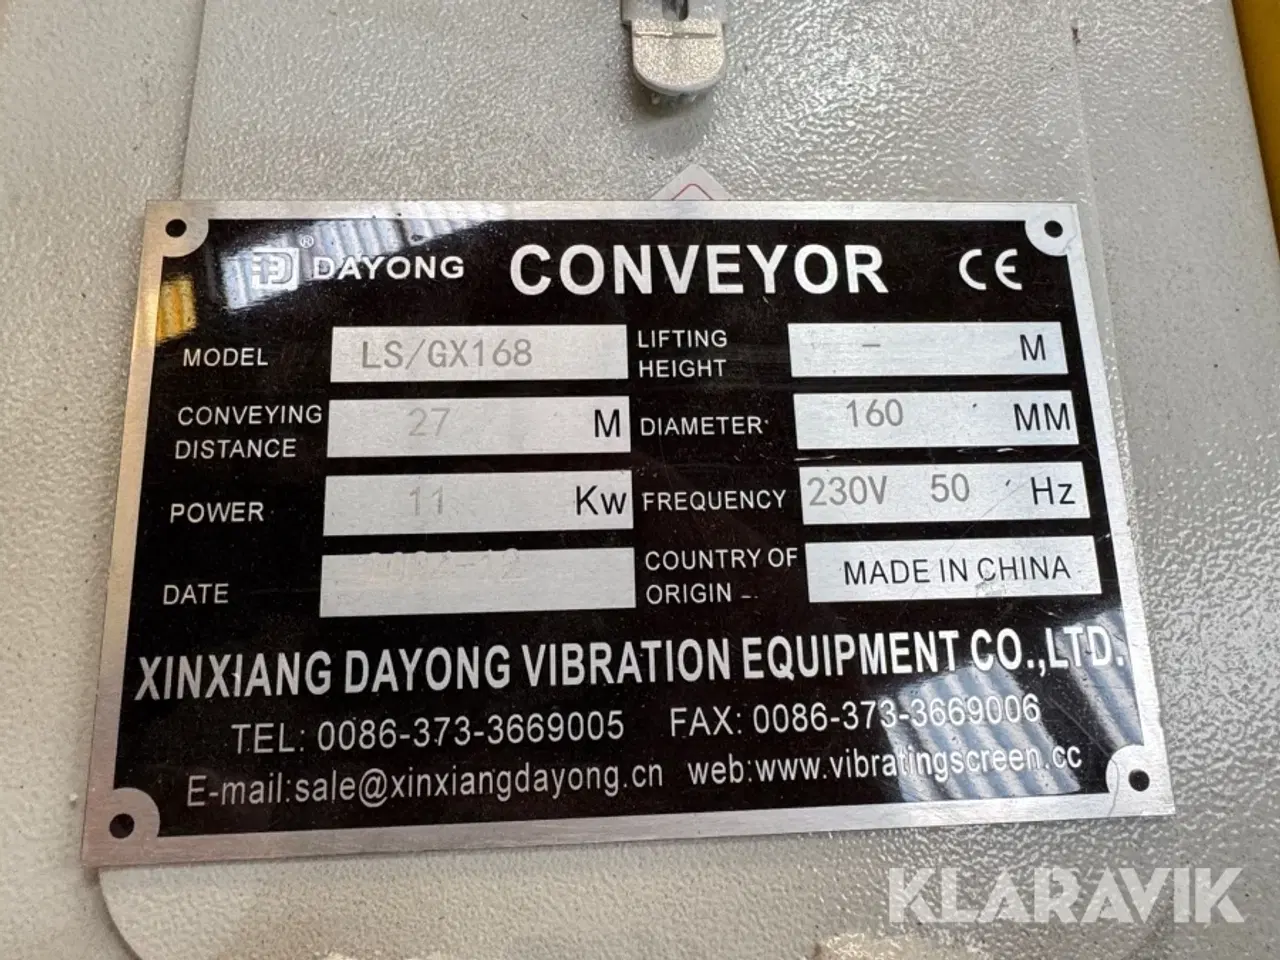 DAYONG® CONVEYOR CE
MODEL LS/GX168 LIFTING HEIGHT - M
CONVEYING DISTANCE 27 M DIAMETER 160 MM
POWER 11 Kw FREQUENCY 230V 50 Hz
DATE COUNTRY OF ORIGIN MADE IN CHINA
XINXIANG DAYONG VIBRATION EQUIPMENT CO.,LTD.
TEL: 0086-373-3669005 FAX: 0086-373-3669006
E-mail:sale@xinxiangdayong.cn web:www.vibratingscreen.cc
KLARAVIK